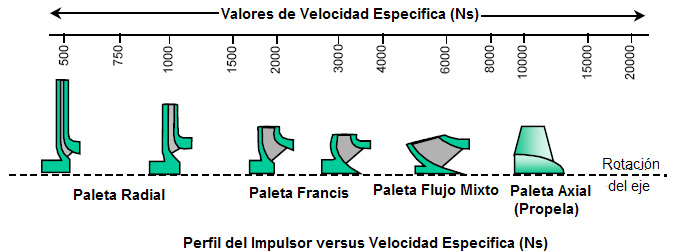 Valores de Velocidad Especifica (Ns)
500 750 1000 1500 2000 3000 4000 6000 8000 10000 15000 20000
Paleta Radial
Paleta Francis
Paleta Flujo Mixto
Paleta Axial
(Propela)
Rotación
del eje
Perfil del Impulsor versus Velocidad Especifica (Ns)